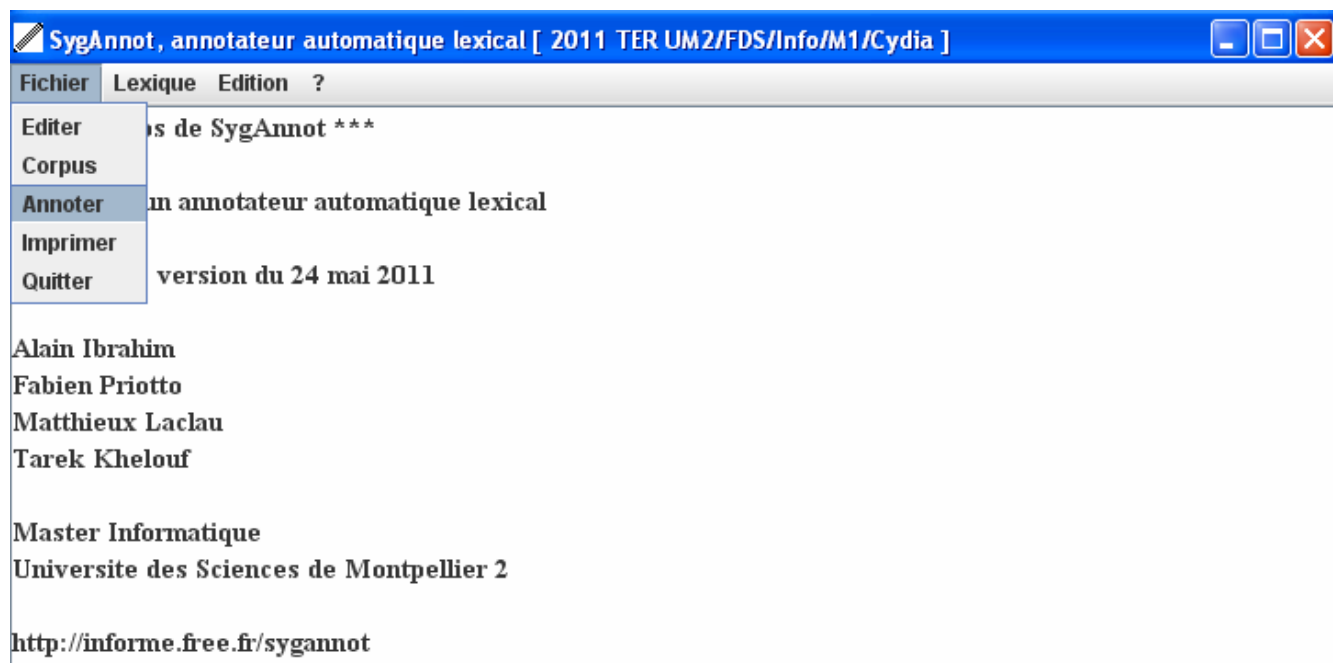 SygAnnot, annotateur automatique lexical [ 2011 TER UM2/FDS/Info/M1/Cydia ]
Fichier Lexique Edition ?
Editer
Corpus
Annoter
Imprimer
Quitter
de SygAnnot ***
annotateur automatique lexical
version du 24 mai 2011
Alain Ibrahim
Fabien Priotto
Matthieux Laclau
Tarek Khelouf
Master Informatique
Universite des Sciences de Montpellier 2
http://informe.free.fr/sygannot